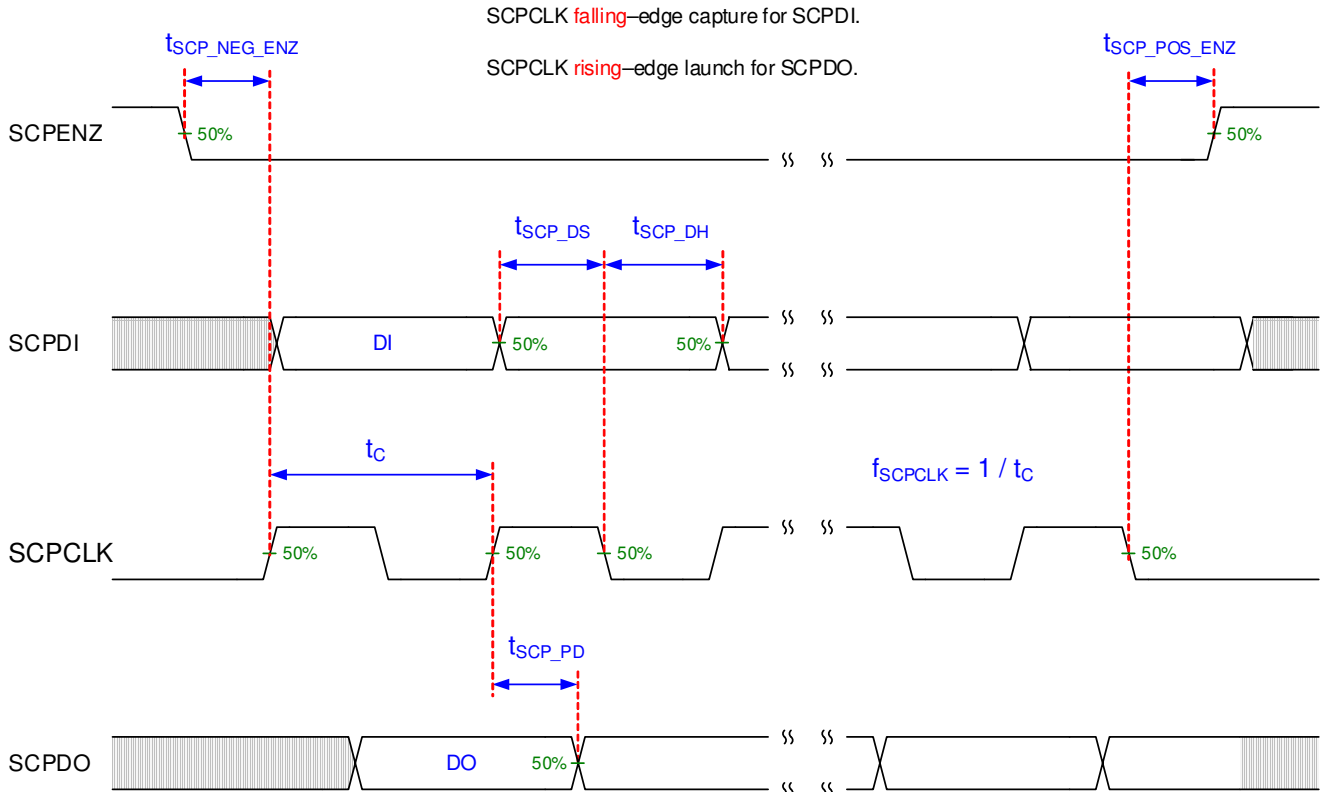 SCPCLK falling–edge capture for SCPDI.
SCPCLK rising–edge launch for SCPDO.
tSCP_NEG_ENZ
tSCP_POS_ENZ
SCPENZ
50%
50%
tSCP_DS
tSCP_DH
SCPDI
DI
50%
50%
tC
fSCPCLK = 1 / tC
SCPCLK
50%
50%
50%
50%
tSCP_PD
SCPDO
DO
50%